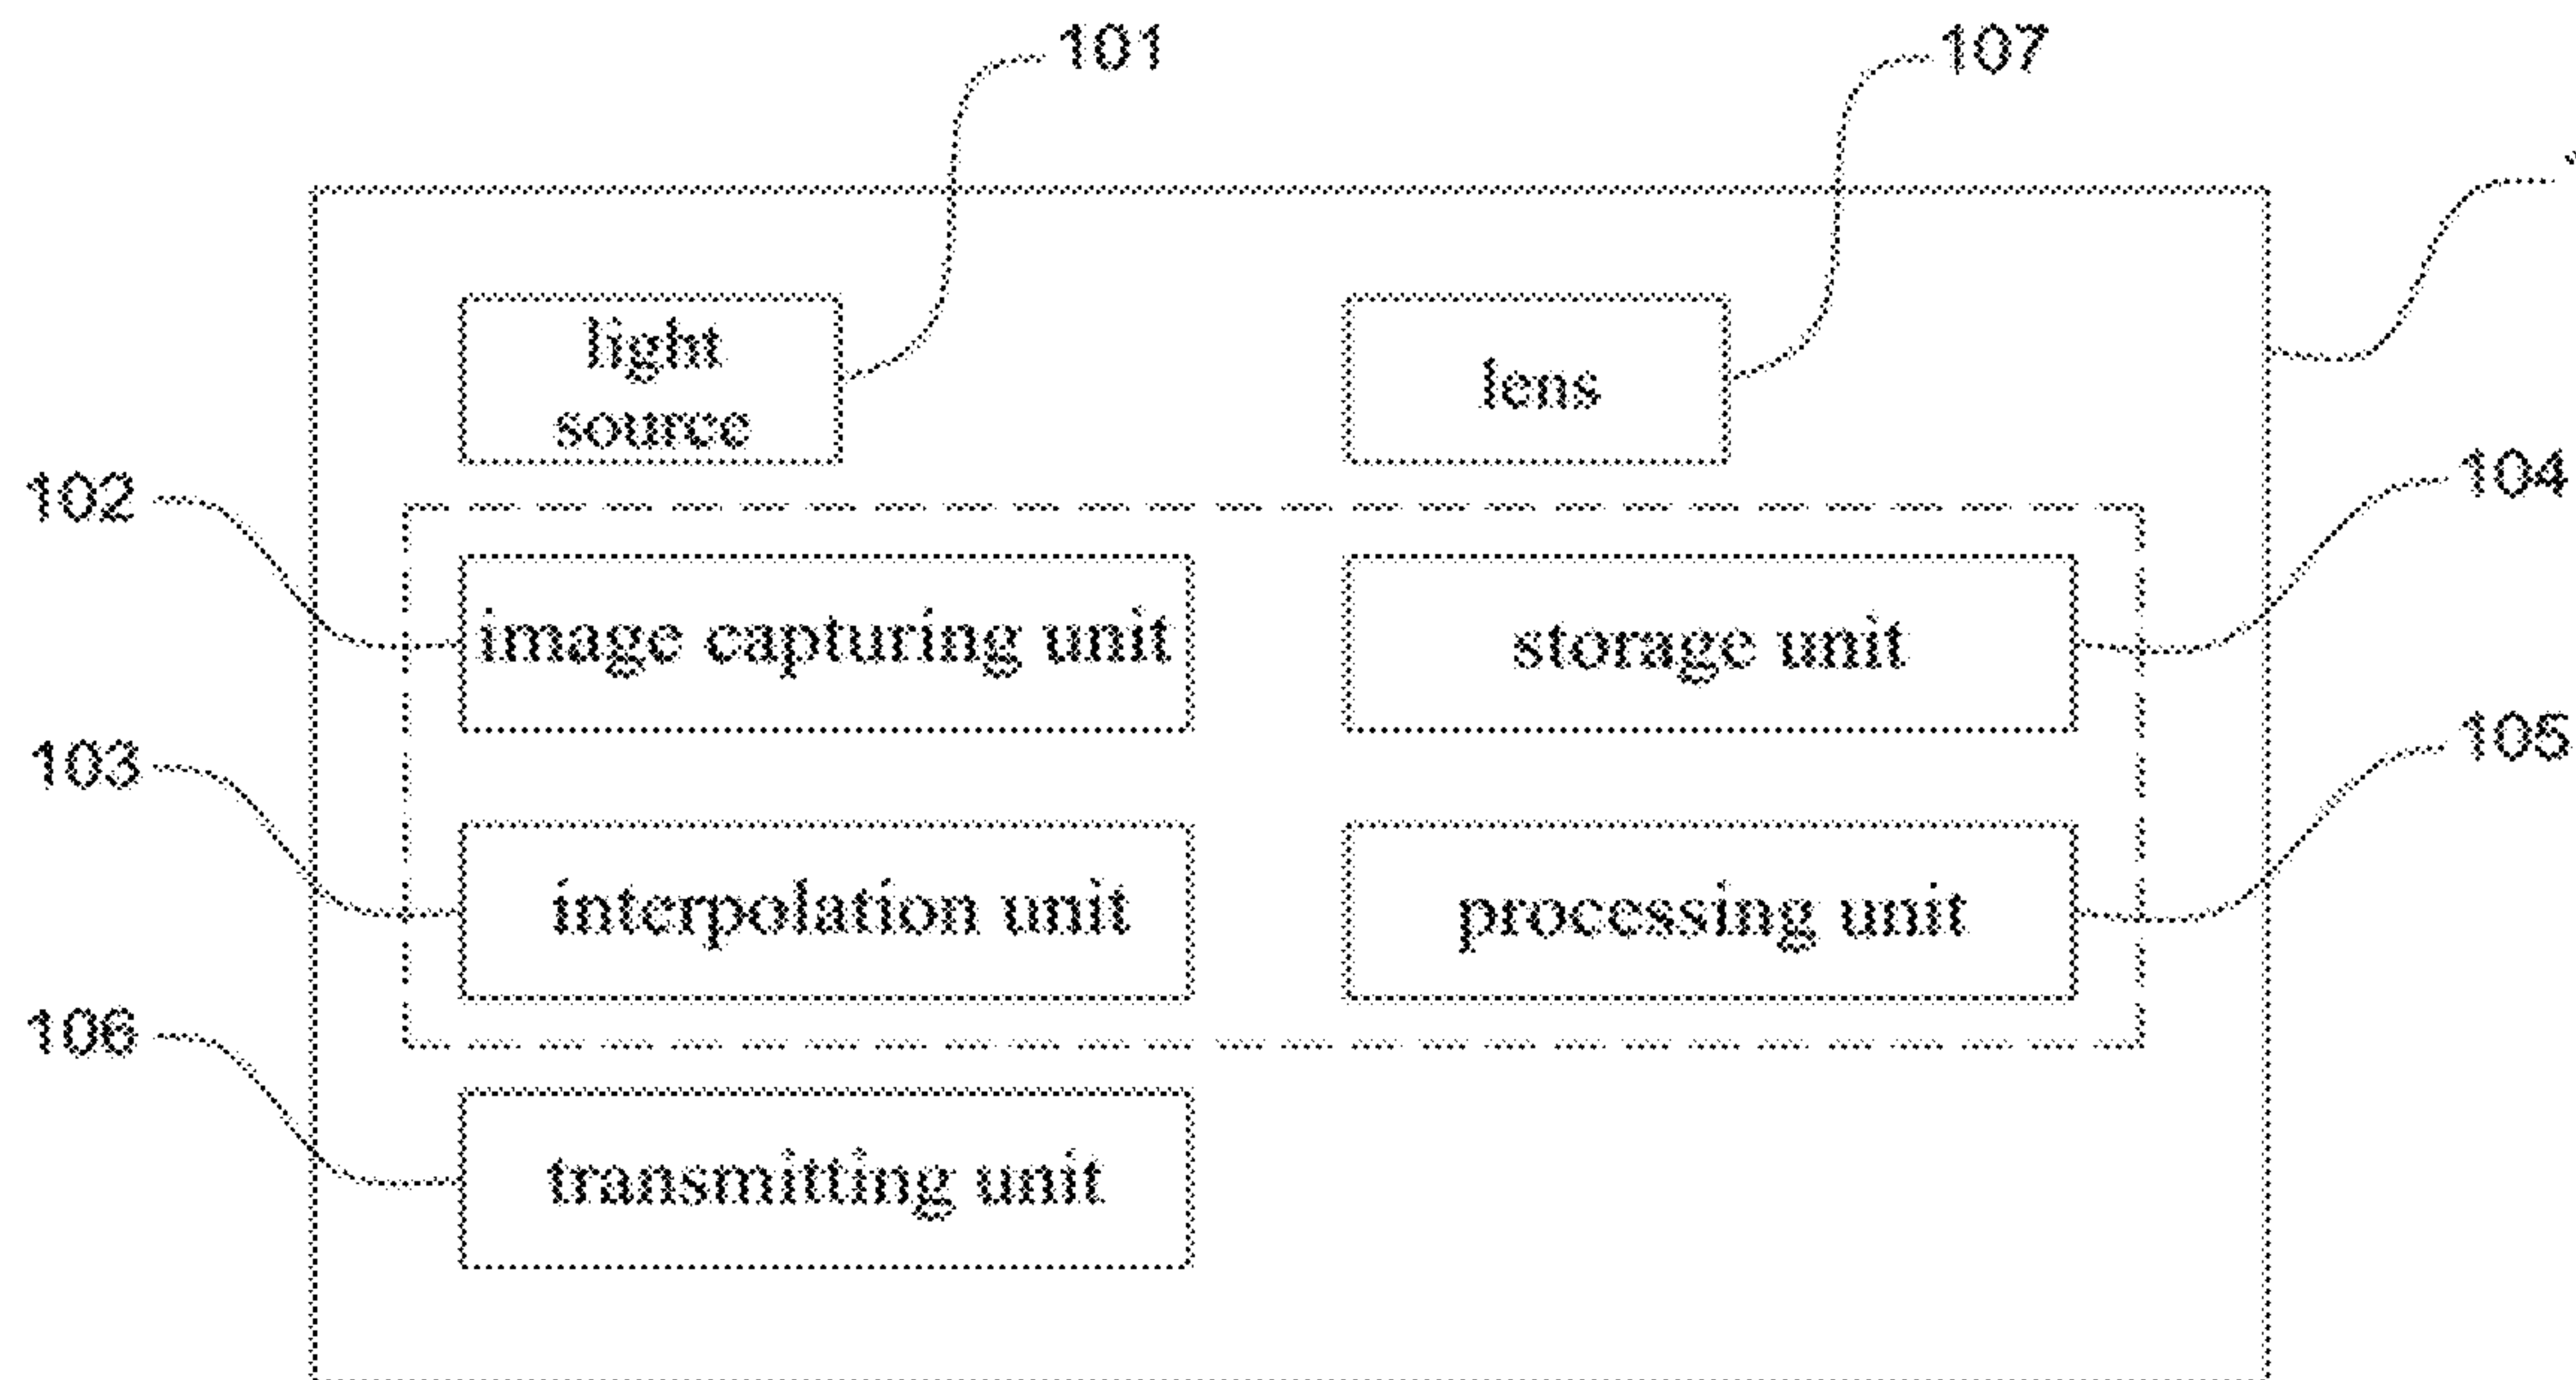 101
107
light
source
lens
102
104
image capturing unit
storage unit
103
105
interpolation unit
processing unit
106
transmitting unit